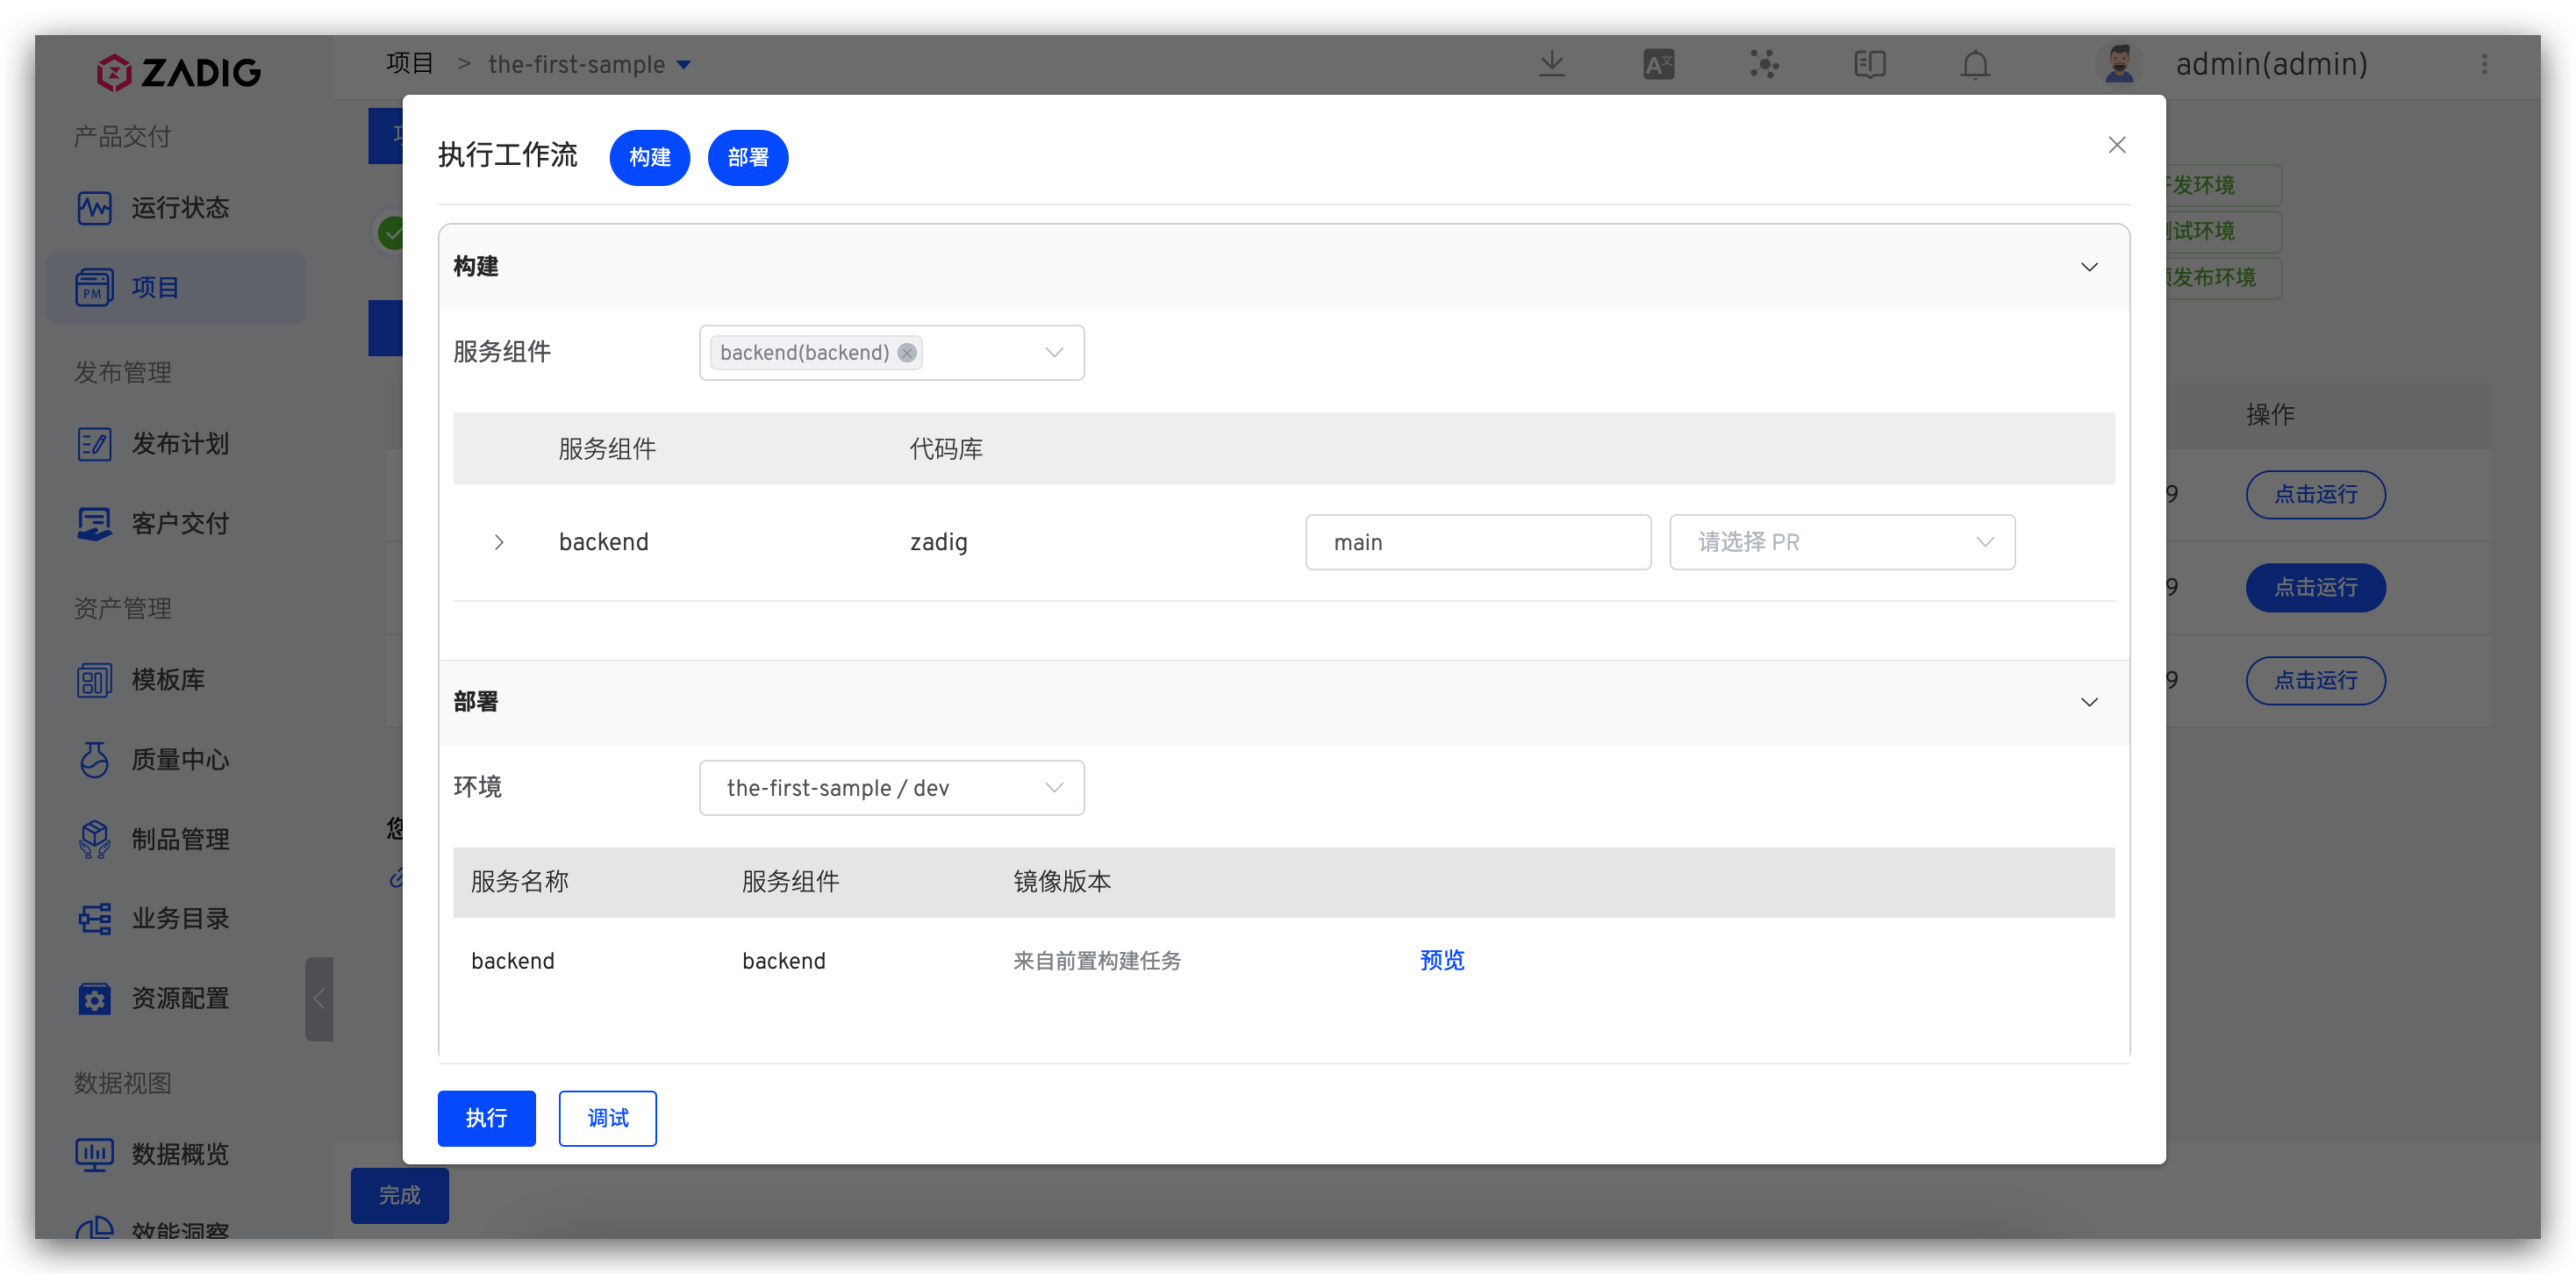 ZADIG
项目 > the-first-sample
admin(admin)
产品交付
运行状态
项目
发布管理
发布计划
客户交付
资产管理
模板库
质量中心
制品管理
业务目录
资源配置
数据视图
数据概览
效能洞察
执行工作流 构建 部署
构建
服务组件 backend(backend)
服务组件 代码库
backend zadig main 请选择 PR
部署
环境 the-first-sample / dev
服务名称 服务组件 镜像版本
backend backend 来自前置构建任务 预览
执行 调试
发环境
试环境
发布环境
操作
9 点击运行
9 点击运行
9 点击运行
您
完成